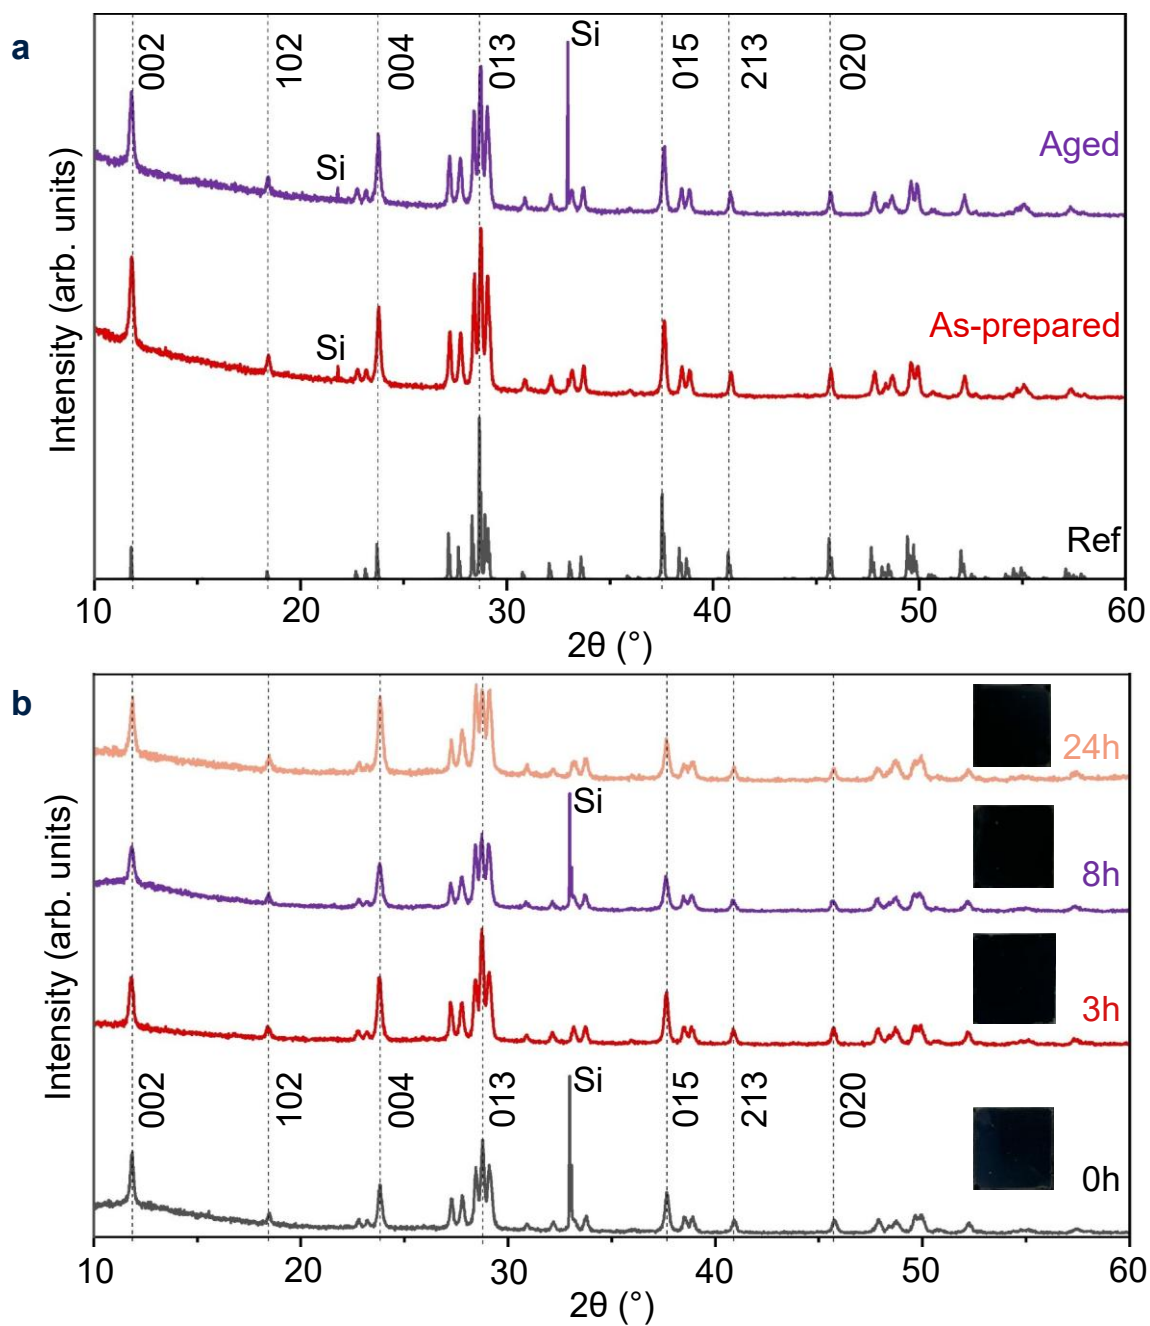 a
002
102
004
013
Si
015
213
020
Aged
Si
As-prepared
Si
Ref
Intensity (arb. units)
10 20 30 40 50 60
2θ (°)
b
24h
Si
8h
3h
002
102
004
013
Si
015
213
020
0h
Intensity (arb. units)
10 20 30 40 50 60
2θ (°)